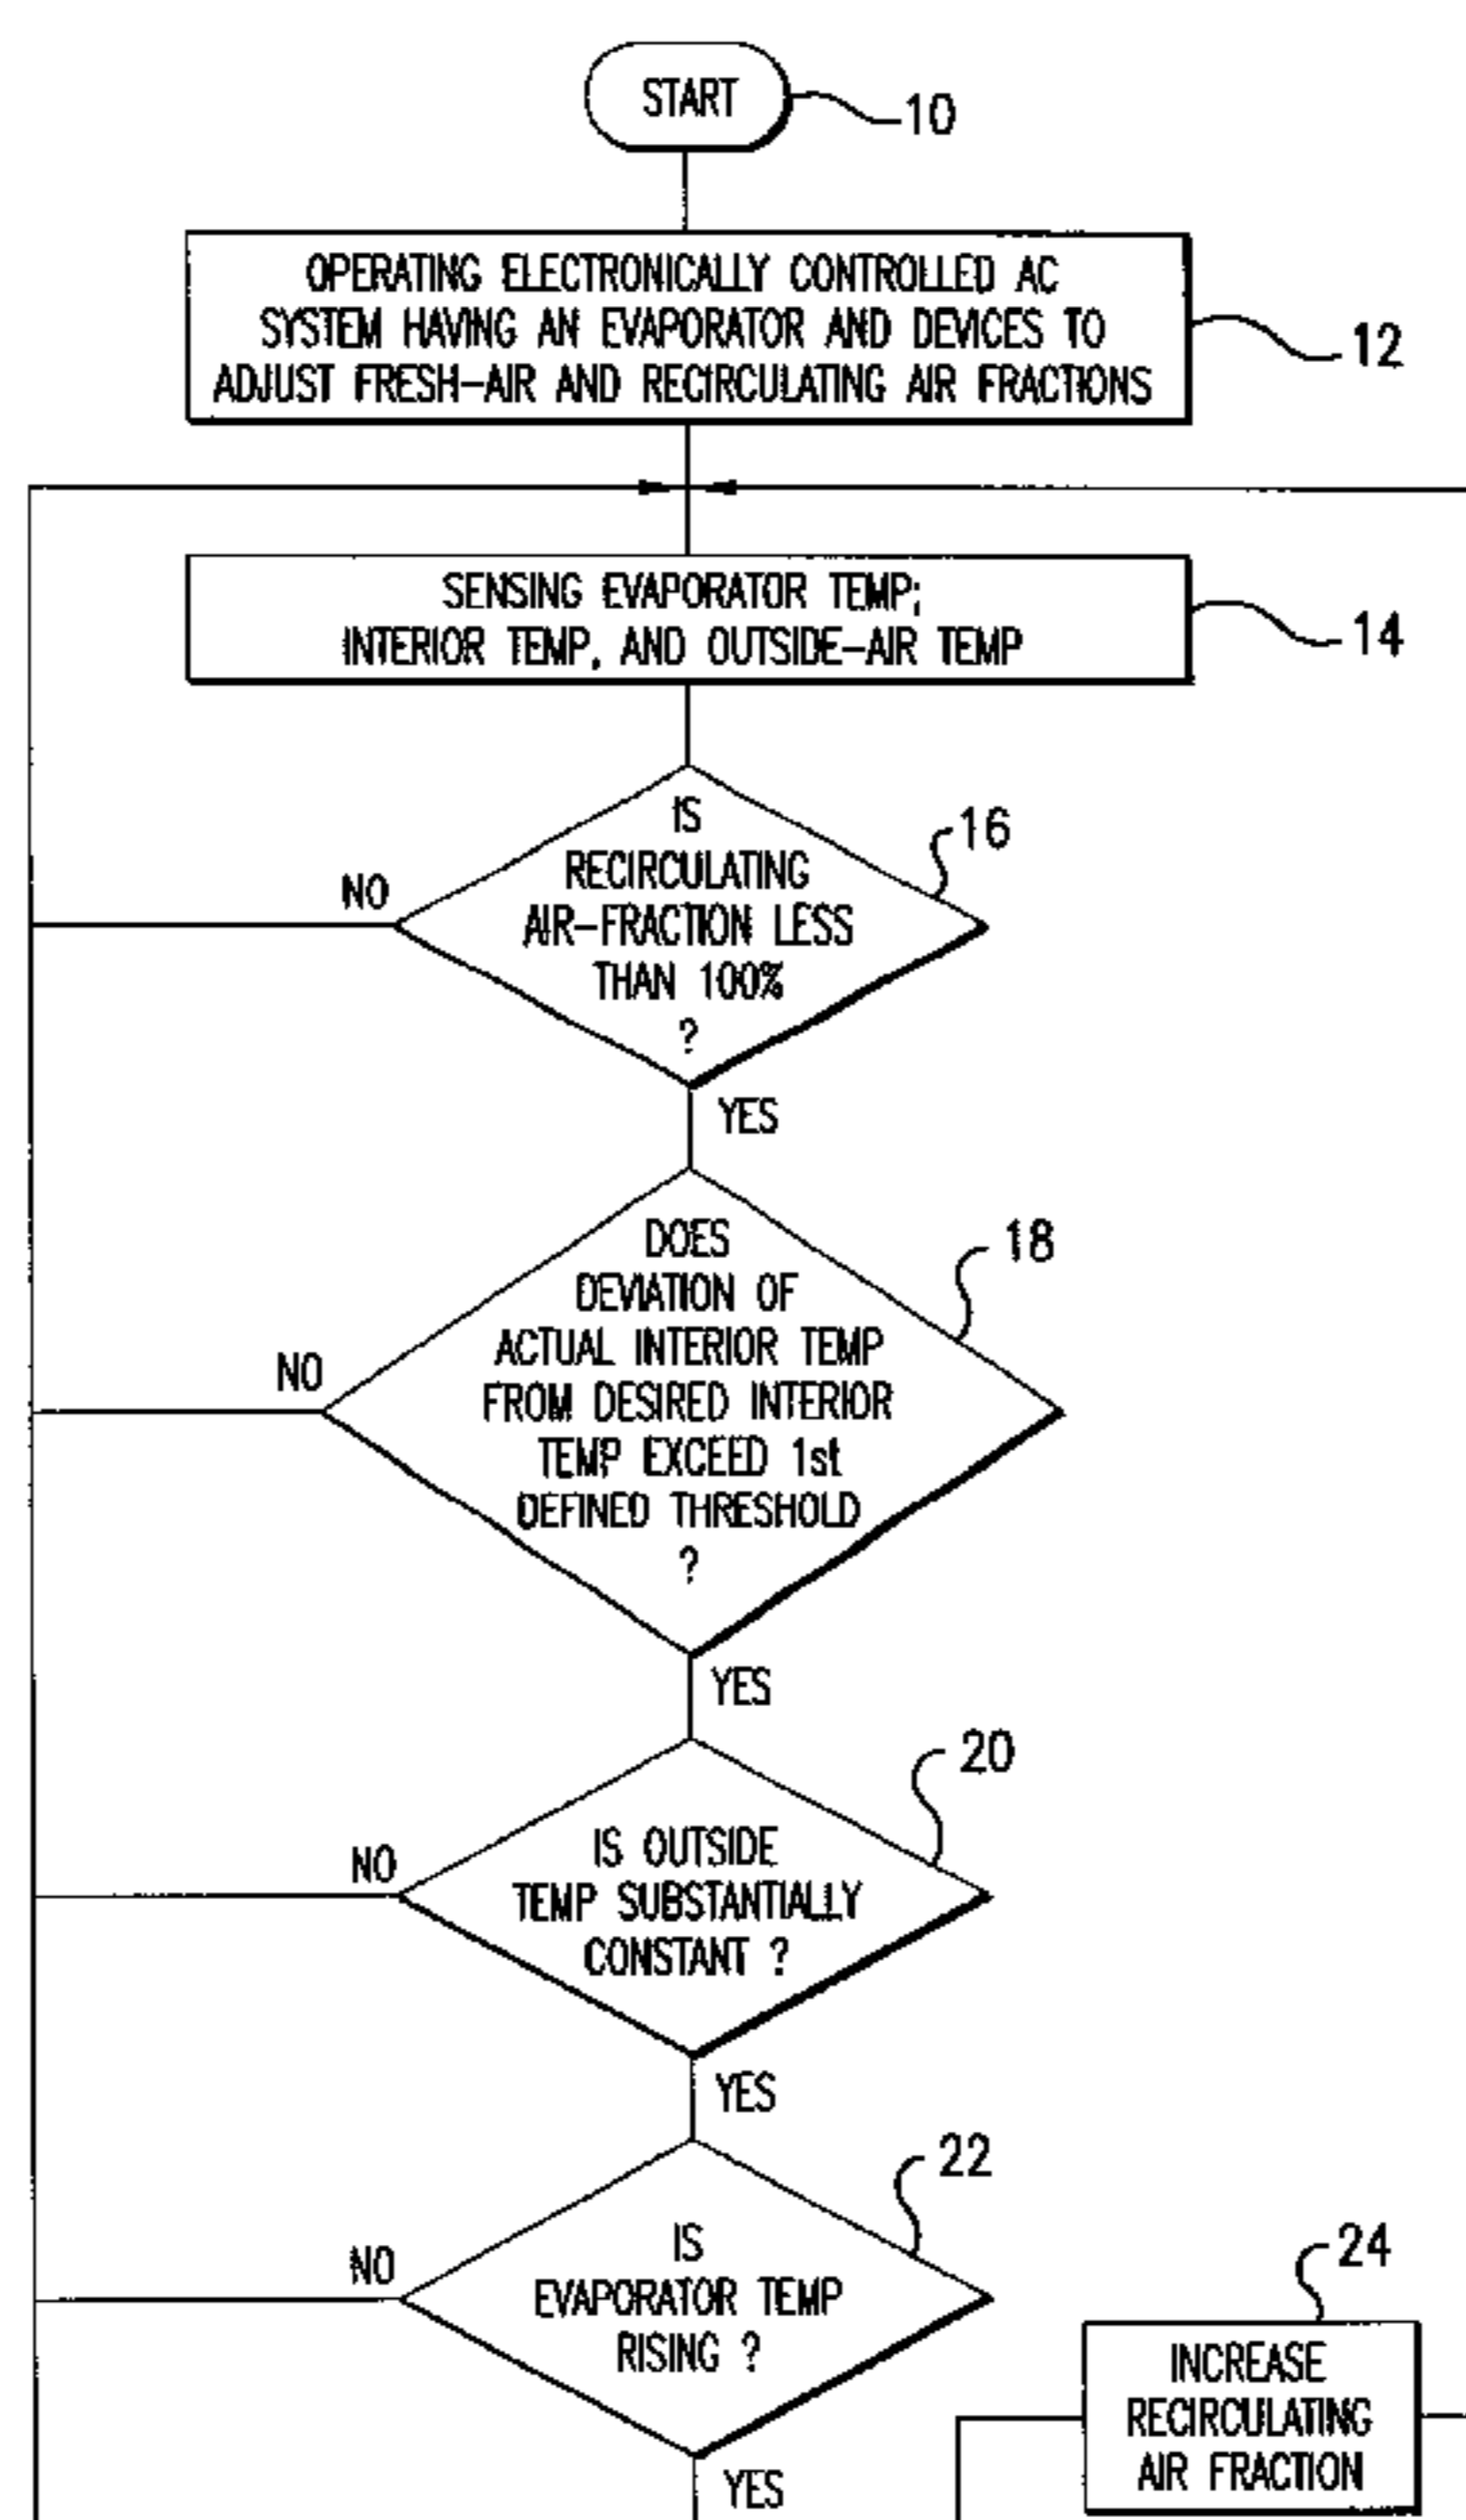 START
10
OPERATING ELECTRONICALLY CONTROLLED AC
SYSTEM HAVING AN EVAPORATOR AND DEVICES TO
ADJUST FRESH-AIR AND RECIRCULATING AIR FRACTIONS
12
SENSING EVAPORATOR TEMP;
INTERIOR TEMP, AND OUTSIDE-AIR TEMP
14
IS
RECIRCULATING
AIR-FRACTION LESS
THAN 100%
?
16
NO
YES
DOES
DEVIATION OF
ACTUAL INTERIOR TEMP
FROM DESIRED INTERIOR
TEMP EXCEED 1st
DEFINED THRESHOLD
?
18
NO
YES
IS OUTSIDE
TEMP SUBSTANTIALLY
CONSTANT ?
20
NO
YES
IS
EVAPORATOR TEMP
RISING ?
22
NO
YES
24
INCREASE
RECIRCULATING
AIR FRACTION